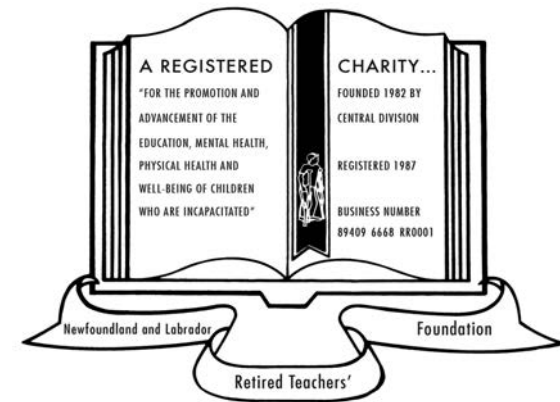 A REGISTERED
"FOR THE PROMOTION AND
ADVANCEMENT OF THE
EDUCATION, MENTAL HEALTH,
PHYSICAL HEALTH AND
WELL-BEING OF CHILDREN
WHO ARE INCAPACITATED"
CHARITY...
FOUNDED 1982 BY
CENTRAL DIVISION
REGISTERED 1987
BUSINESS NUMBER
89409 6668 RR0001
Newfoundland and Labrador
Retired Teachers'
Foundation